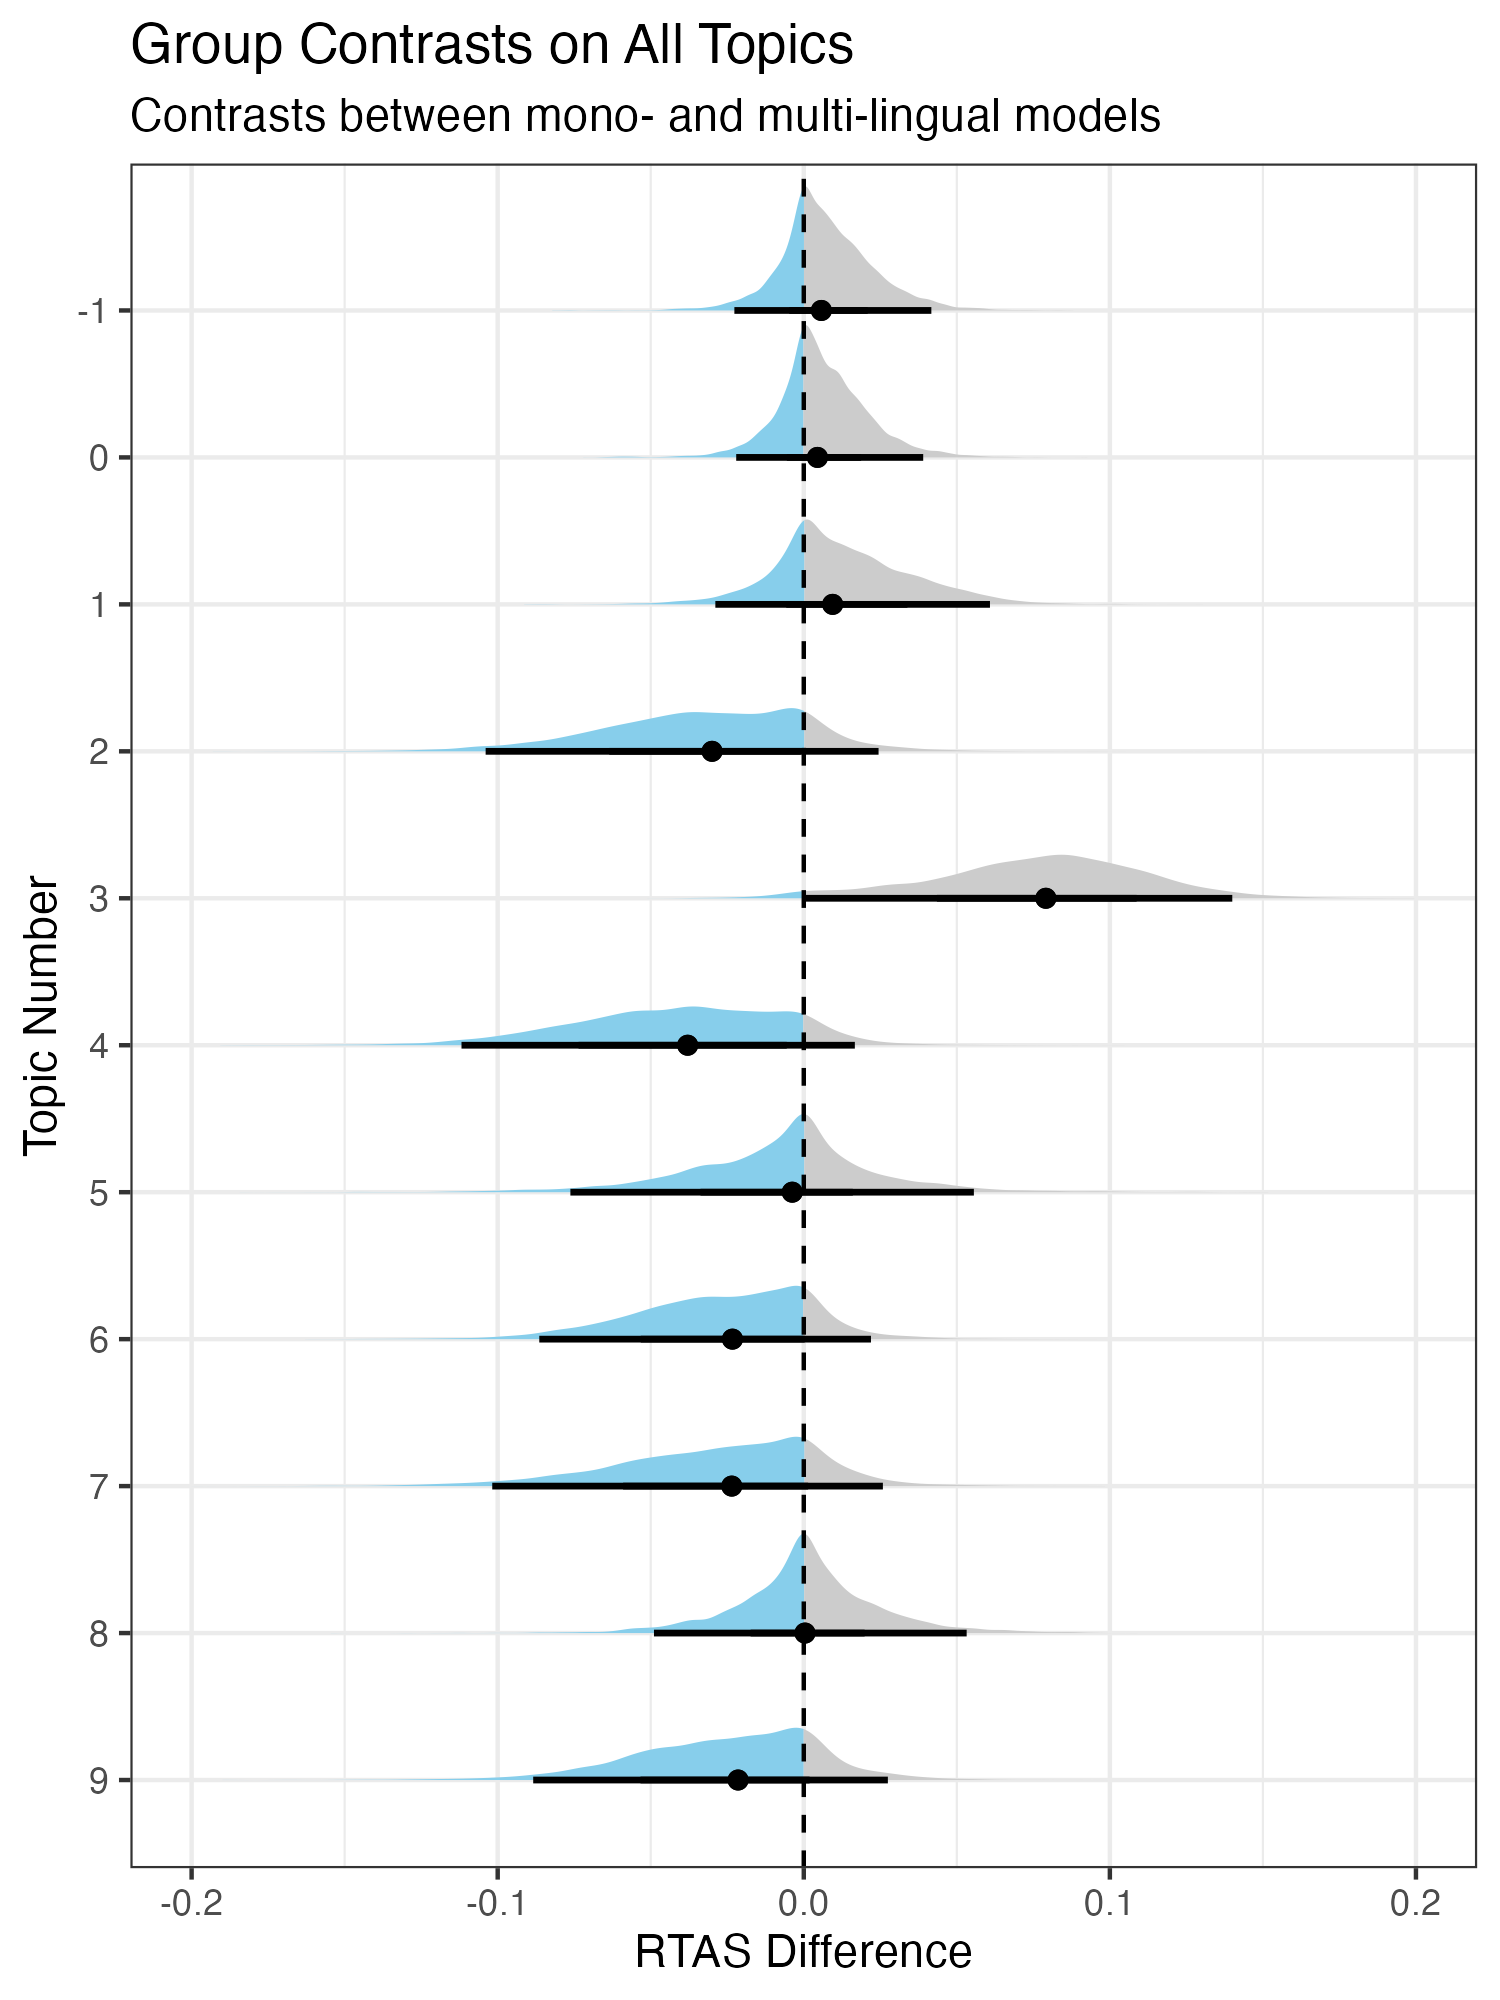 Group Contrasts on All Topics
Contrasts between mono- and multi-lingual models
Topic Number
-1
0
1
2
3
4
5
6
7
8
9
-0.2 -0.1 0.0 0.1 0.2
RTAS Difference